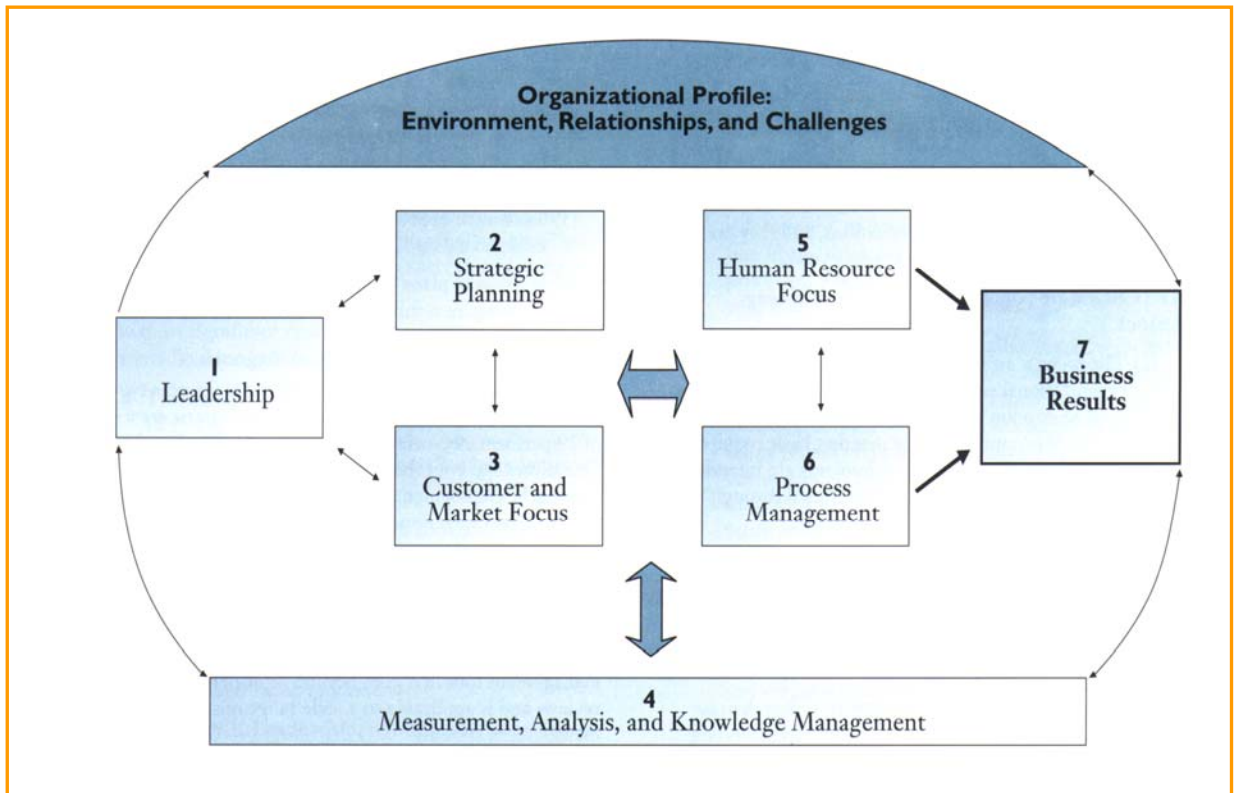 Organizational Profile:
Environment, Relationships, and Challenges
2
Strategic
Planning
5
Human Resource
Focus
1
Leadership
7
Business
Results
3
Customer and
Market Focus
6
Process
Management
4
Measurement, Analysis, and Knowledge Management